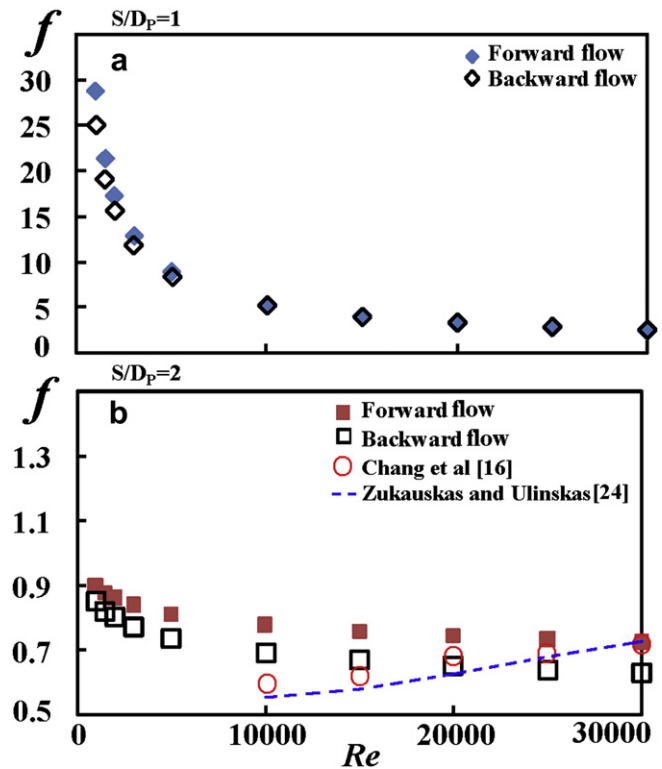 S/DP=1
f
a
Forward flow
Backward flow
30
25
20
15
10
5
0
S/DP=2
f
b
Forward flow
Backward flow
Chang et al [16]
Zukauskas and Ulinskas[24]
1.3
1.1
0.9
0.7
0.5
0
10000
20000
30000
Re